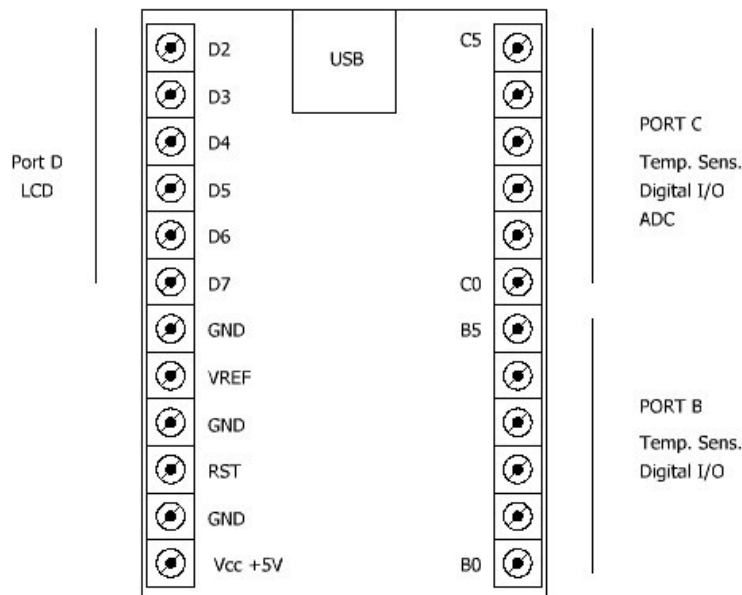 Port D
LCD
D2
D3
D4
D5
D6
D7
GND
VREF
GND
RST
GND
Vcc +5V
USB
C5
C0
B5
B0
PORT C
Temp. Sens.
Digital I/O
ADC
PORT B
Temp. Sens.
Digital I/O